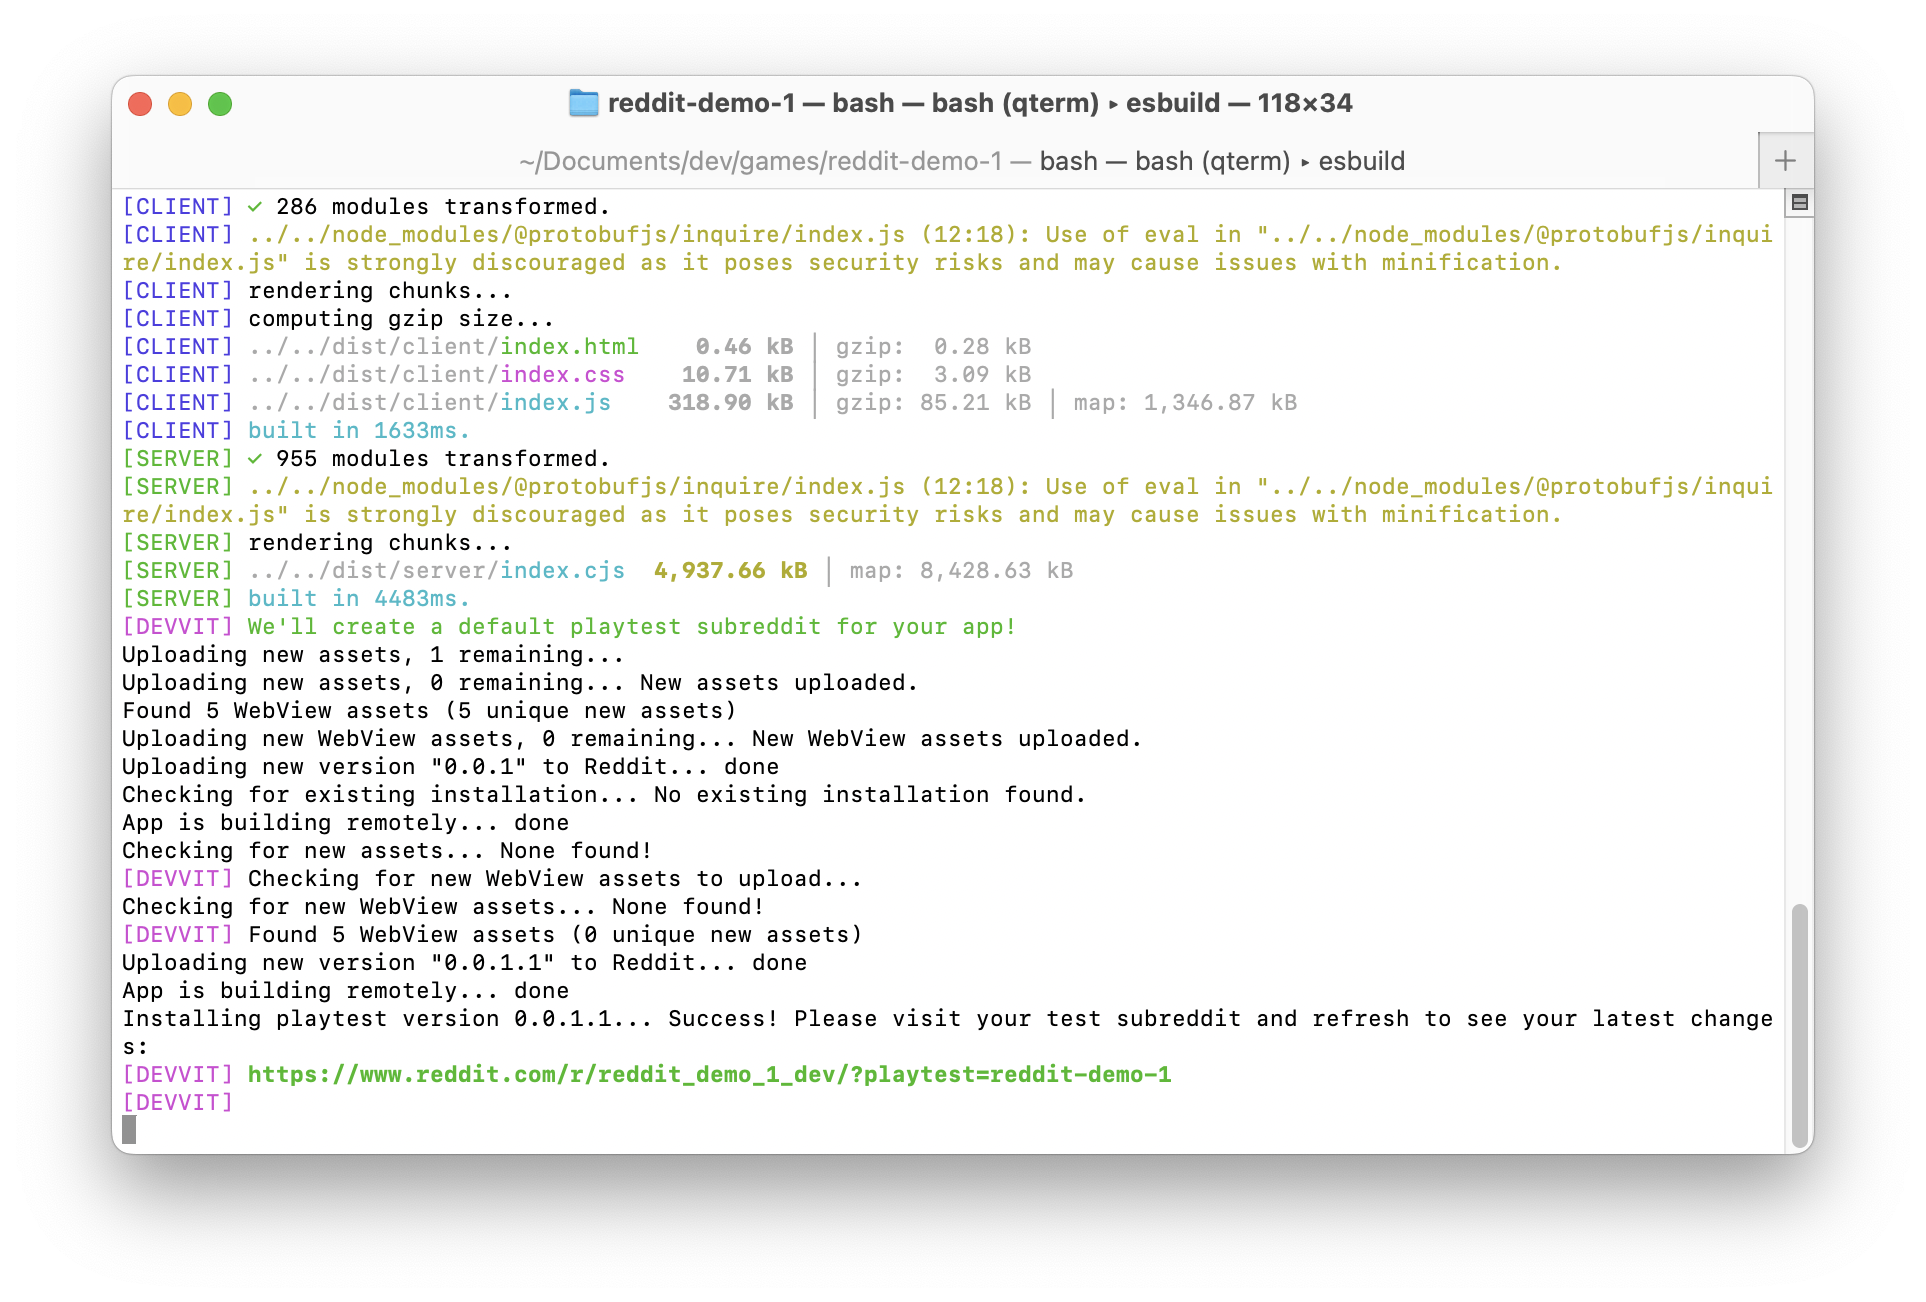 reddit-demo-1 — bash — bash (qterm) ▸ esbuild — 118×34
~/Documents/dev/games/reddit-demo-1 — bash — bash (qterm) ▸ esbuild
[CLIENT] ✓ 286 modules transformed.
[CLIENT] ../../node_modules/@protobufjs/inquire/index.js (12:18): Use of eval in "../../node_modules/@protobufjs/inqui
re/index.js" is strongly discouraged as it poses security risks and may cause issues with minification.
[CLIENT] rendering chunks...
[CLIENT] computing gzip size...
[CLIENT] ../../dist/client/index.html    0.46 kB │ gzip:  0.28 kB
[CLIENT] ../../dist/client/index.css    10.71 kB │ gzip:  3.09 kB
[CLIENT] ../../dist/client/index.js    318.90 kB │ gzip: 85.21 kB │ map: 1,346.87 kB
[CLIENT] built in 1633ms.
[SERVER] ✓ 955 modules transformed.
[SERVER] ../../node_modules/@protobufjs/inquire/index.js (12:18): Use of eval in "../../node_modules/@protobufjs/inqui
re/index.js" is strongly discouraged as it poses security risks and may cause issues with minification.
[SERVER] rendering chunks...
[SERVER] ../../dist/server/index.cjs  4,937.66 kB │ map: 8,428.63 kB
[SERVER] built in 4483ms.
[DEVVIT] We'll create a default playtest subreddit for your app!
Uploading new assets, 1 remaining...
Uploading new assets, 0 remaining... New assets uploaded.
Found 5 WebView assets (5 unique new assets)
Uploading new WebView assets, 0 remaining... New WebView assets uploaded.
Uploading new version "0.0.1" to Reddit... done
Checking for existing installation... No existing installation found.
App is building remotely... done
Checking for new assets... None found!
[DEVVIT] Checking for new WebView assets to upload...
Checking for new WebView assets... None found!
[DEVVIT] Found 5 WebView assets (0 unique new assets)
Uploading new version "0.0.1.1" to Reddit... done
App is building remotely... done
Installing playtest version 0.0.1.1... Success! Please visit your test subreddit and refresh to see your latest change
s:
[DEVVIT] https://www.reddit.com/r/reddit_demo_1_dev/?playtest=reddit-demo-1
[DEVVIT]